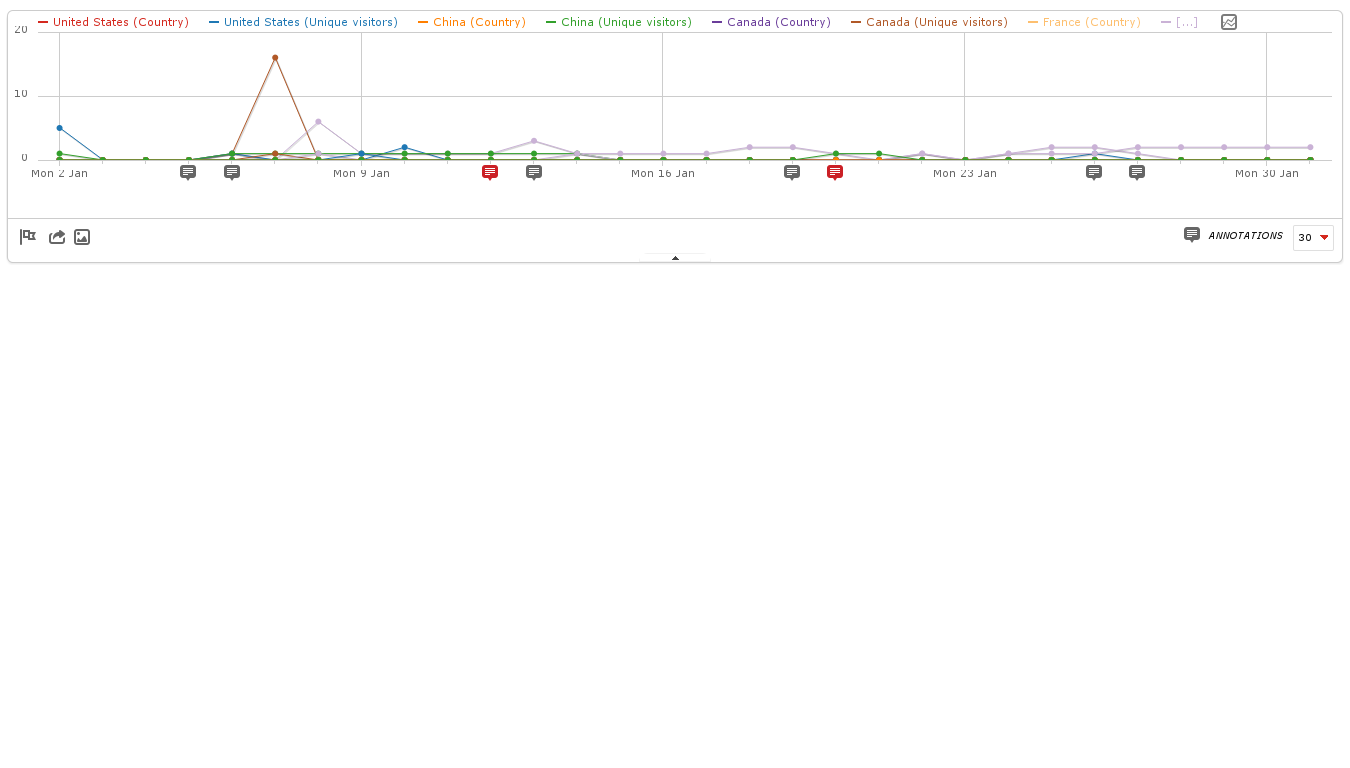 United States (Country) United States (Unique visitors) China (Country) China (Unique visitors) Canada (Country) Canada (Unique visitors) France (Country) [...]
20
10
0
Mon 2 Jan Mon 9 Jan Mon 16 Jan Mon 23 Jan Mon 30 Jan
ANNOTATIONS 30